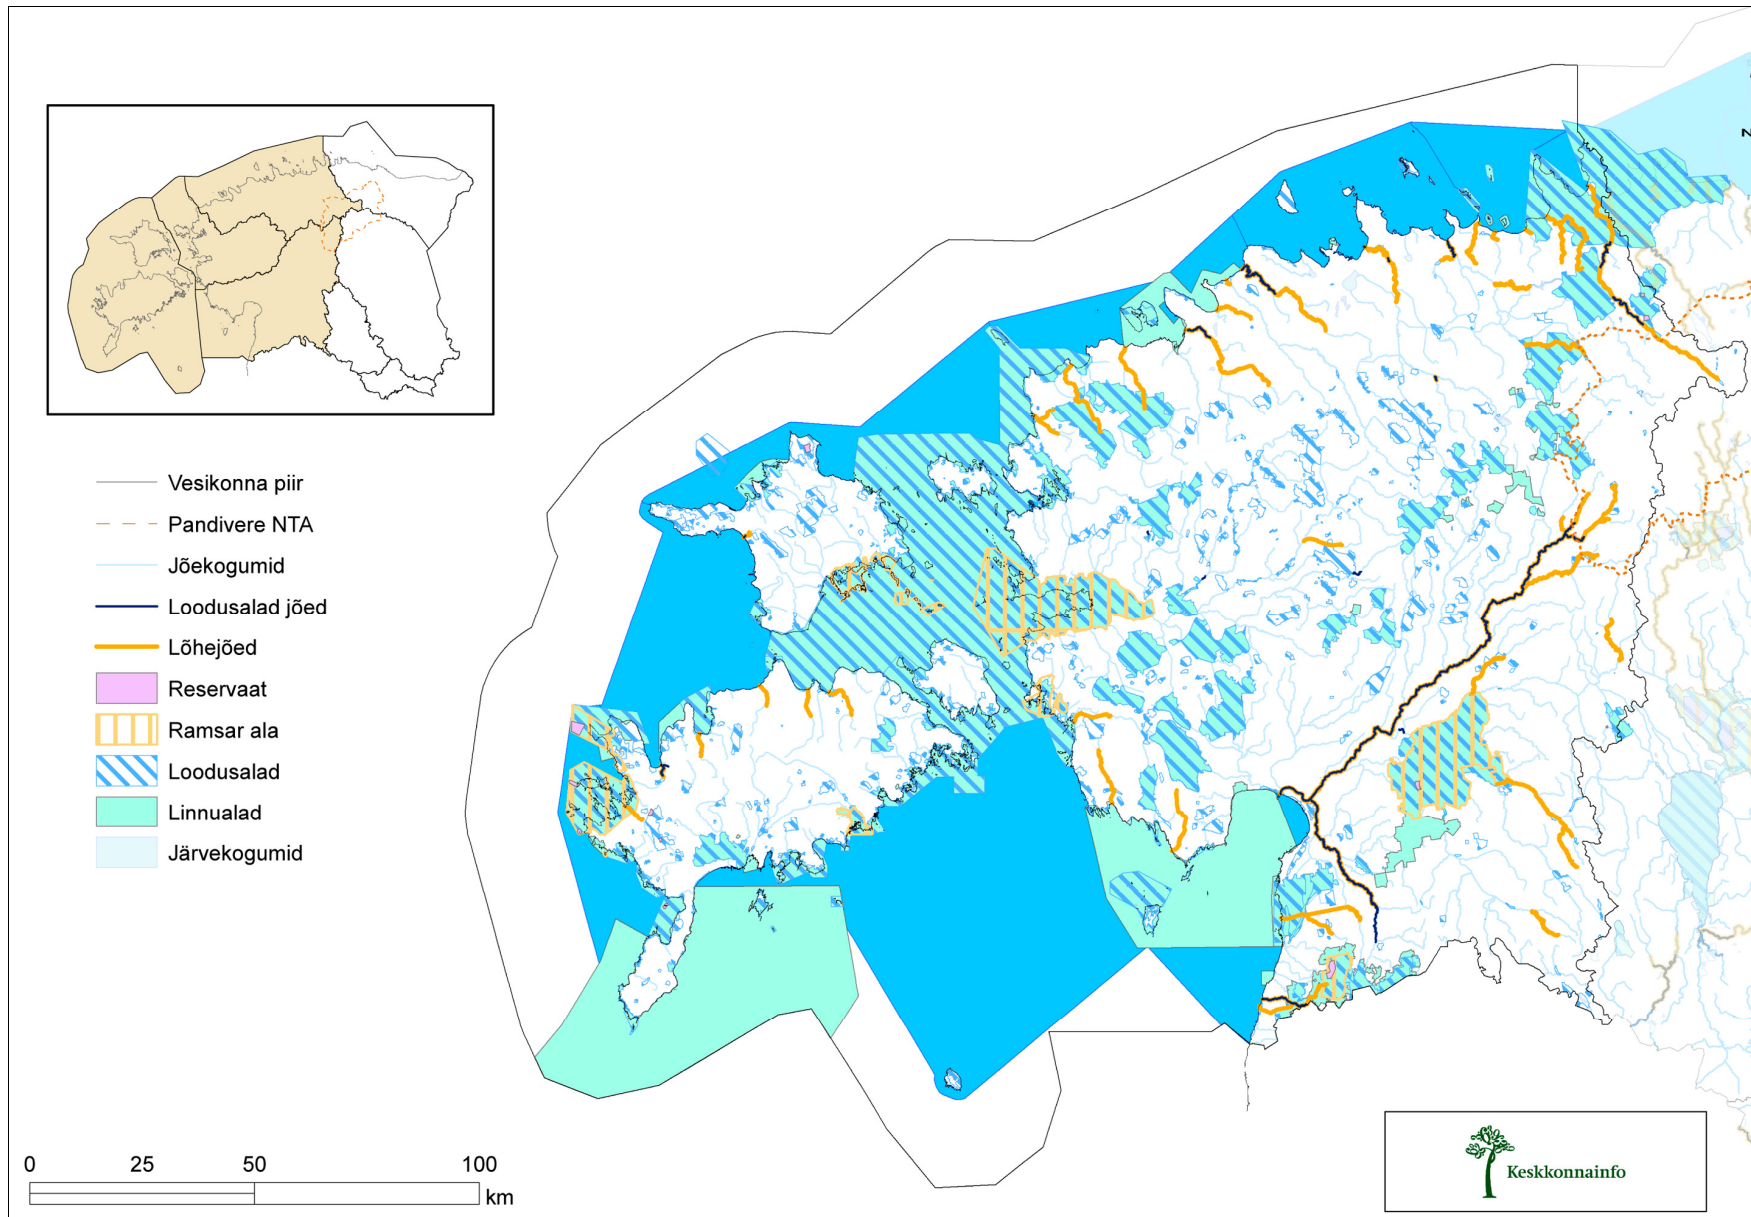 Vesikonna piir
Pandivere NTA
Jõekogumid
Loodusalad jõed
Lõhejõed
Reservaat
Ramsar ala
Loodusalad
Linnualad
Järvekogumid
0 25 50 100
km
Keskkonnainfo